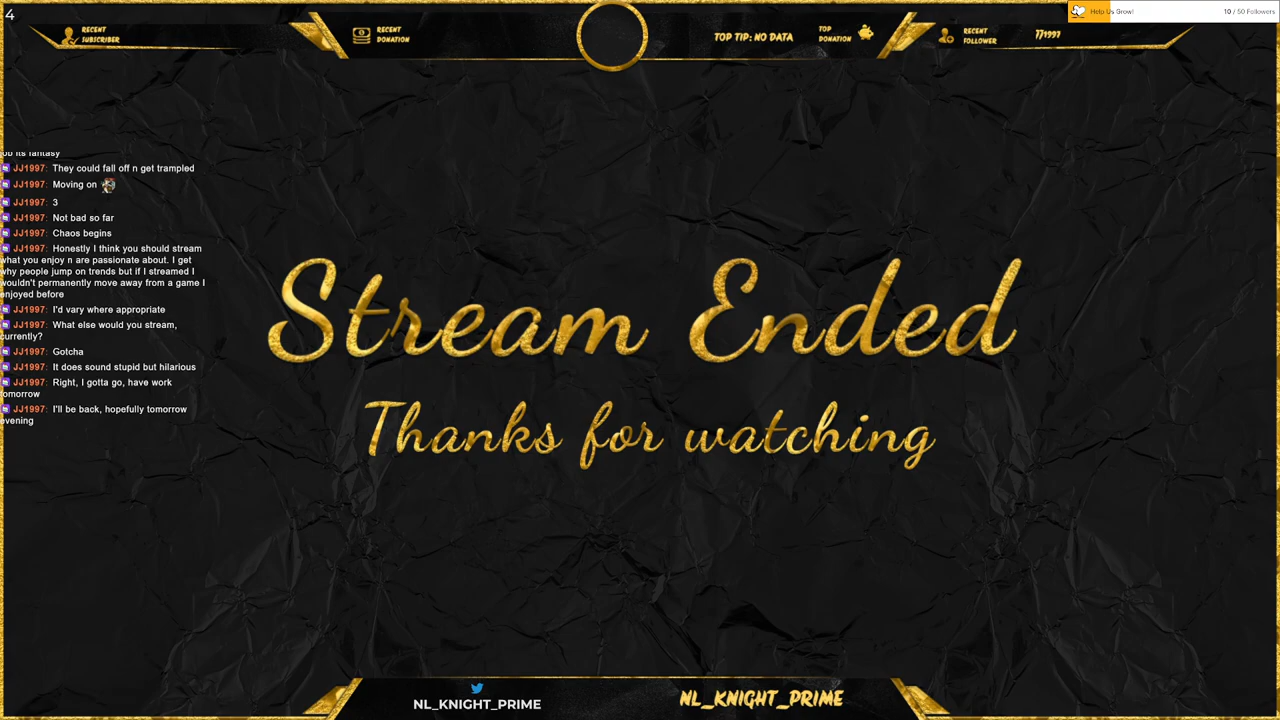 4
Help Us Grow!
10 / 50 Followers
RECENT
SUBSCRIBER
RECENT
DONATION
TOP TIP: NO DATA
TOP
DONATION
RECENT
FOLLOWER
JJ1997
its fantasy
JJ1997: They could fall off n get trampled
JJ1997: Moving on
JJ1997: 3
JJ1997: Not bad so far
JJ1997: Chaos begins
JJ1997: Honestly I think you should stream
what you enjoy n are passionate about. I get
why people jump on trends but if I streamed I
wouldn't permanently move away from a game I
enjoyed before
JJ1997: I'd vary where appropriate
JJ1997: What else would you stream,
currently?
JJ1997: Gotcha
JJ1997: It does sound stupid but hilarious
JJ1997: Right, I gotta go, have work
tomorrow
JJ1997: I'll be back, hopefully tomorrow
evening
Stream Ended
Thanks for watching
NL_KNIGHT_PRIME
NL_KNIGHT_PRIME